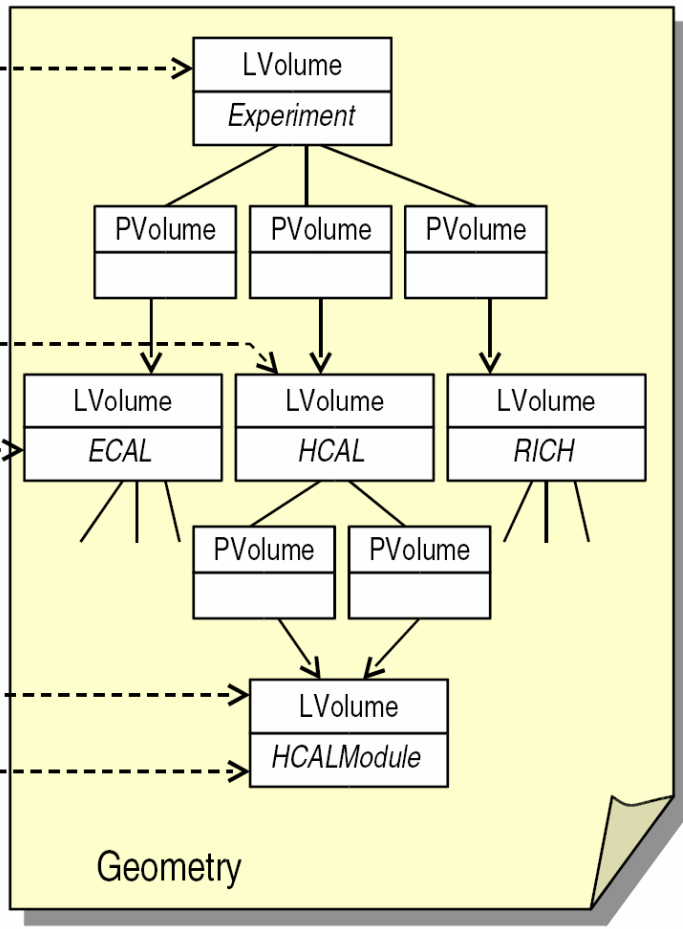 LVolume
Experiment
PVolume
PVolume
PVolume
LVolume
ECAL
LVolume
HCAL
LVolume
RICH
PVolume
PVolume
LVolume
HCALModule
Geometry